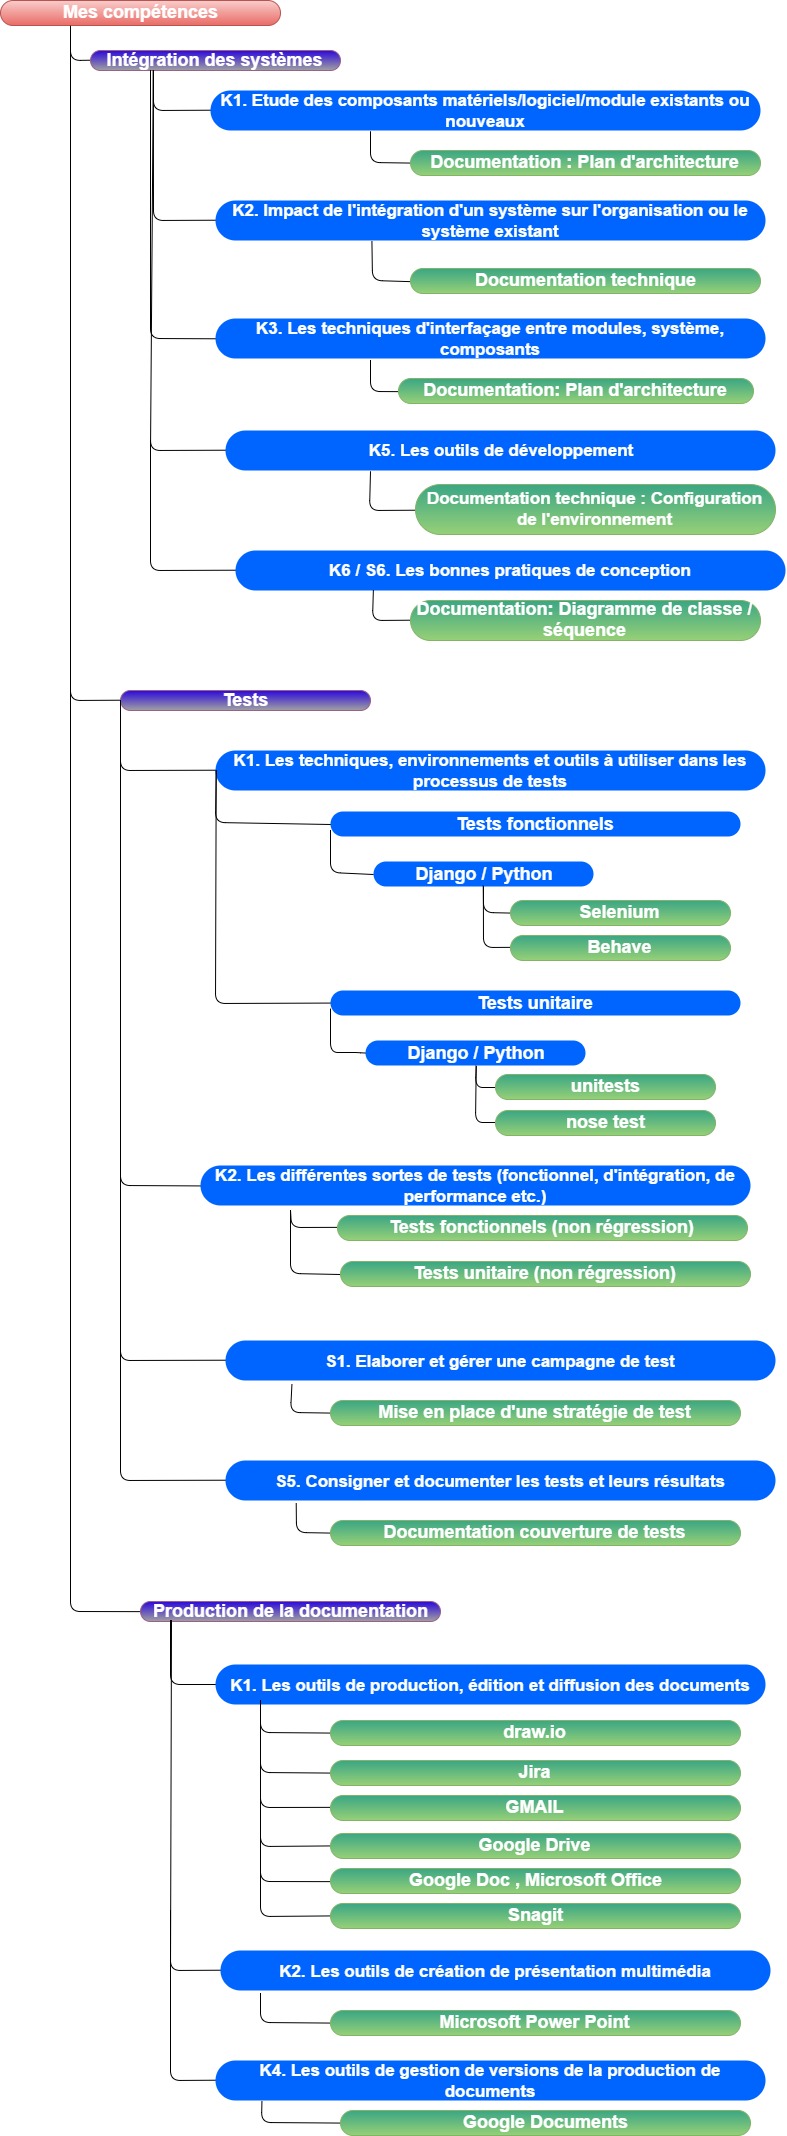 Mes compétences
Intégration des systèmes
K1. Etude des composants matériels/logiciel/module existants ou
nouveaux
Documentation : Plan d'architecture
K2. Impact de l'intégration d'un système sur l'organisation ou le
système existant
Documentation technique
K3. Les techniques d'interfaçage entre modules, système,
composants
Documentation: Plan d'architecture
K5. Les outils de développement
Documentation technique : Configuration
de l'environnement
K6 / S6. Les bonnes pratiques de conception
Documentation: Diagramme de classe /
séquence
Tests
K1. Les techniques, environnements et outils à utiliser dans les
processus de tests
Tests fonctionnels
Django / Python
Selenium
Behave
Tests unitaire
Django / Python
unitests
nose test
K2. Les différentes sortes de tests (fonctionnel, d'intégration, de
performance etc.)
Tests fonctionnels (non régression)
Tests unitaire (non régression)
S1. Elaborer et gérer une campagne de test
Mise en place d'une stratégie de test
S5. Consigner et documenter les tests et leurs résultats
Documentation couverture de tests
Production de la documentation
K1. Les outils de production, édition et diffusion des documents
draw.io
Jira
GMAIL
Google Drive
Google Doc , Microsoft Office
Snagit
K2. Les outils de création de présentation multimédia
Microsoft Power Point
K4. Les outils de gestion de versions de la production de
documents
Google Documents